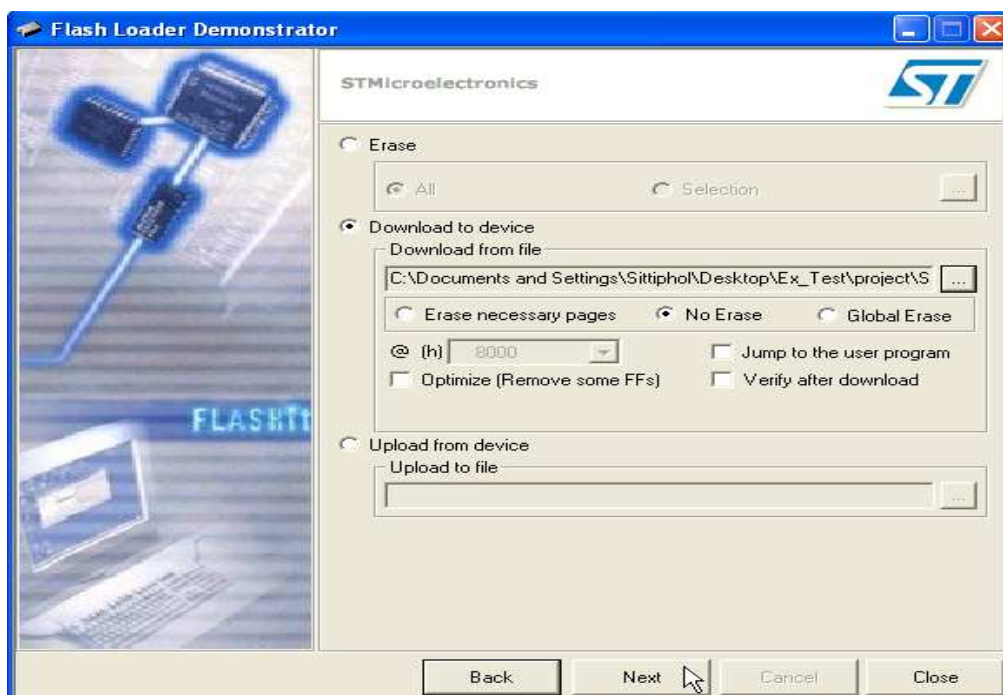 Flash Loader Demonstrator
STMicroelectronics
ST
Erase
All Selection ...
Download to device
Download from file
C:\Documents and Settings\Sittiphol\Desktop\Ex_Test\project\S ...
Erase necessary pages No Erase Global Erase
@ (h) 8000 Jump to the user program
Optimize (Remove some FFs) Verify after download
Upload from device
Upload to file
...
Back Next Cancel Close